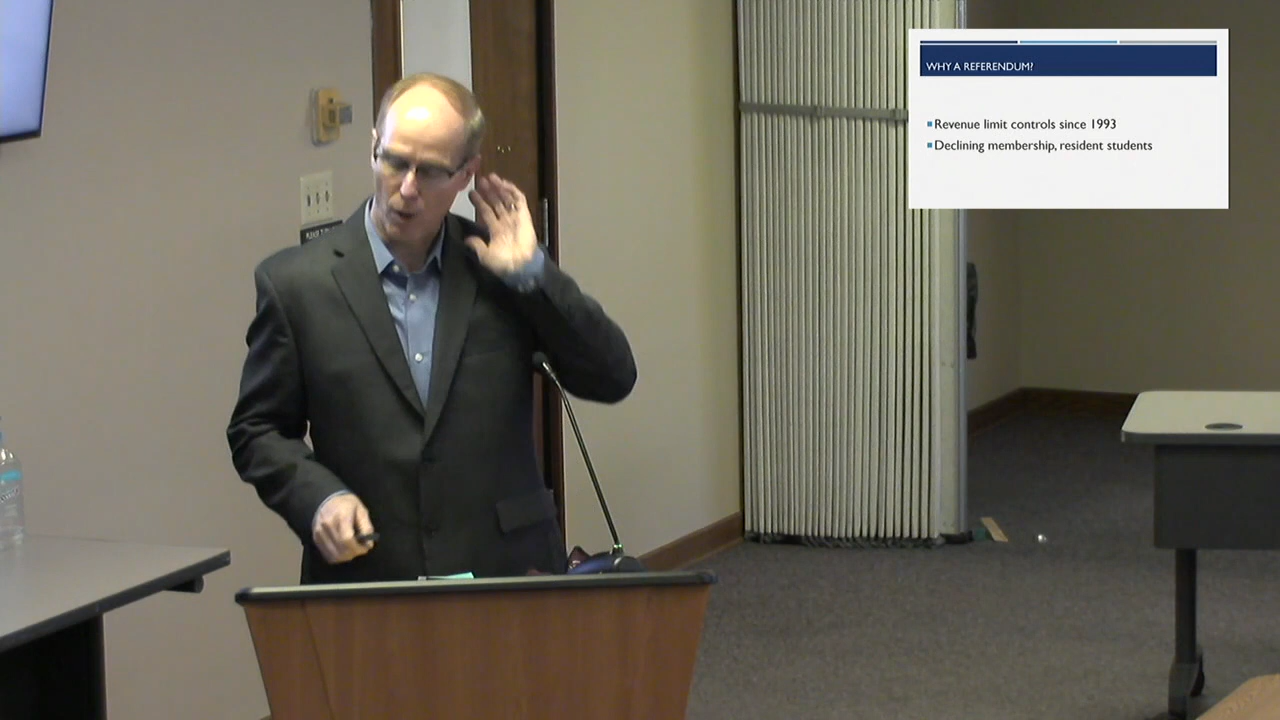 WHY A REFERENDUM?
Revenue limit controls since 1993
Declining membership, resident students